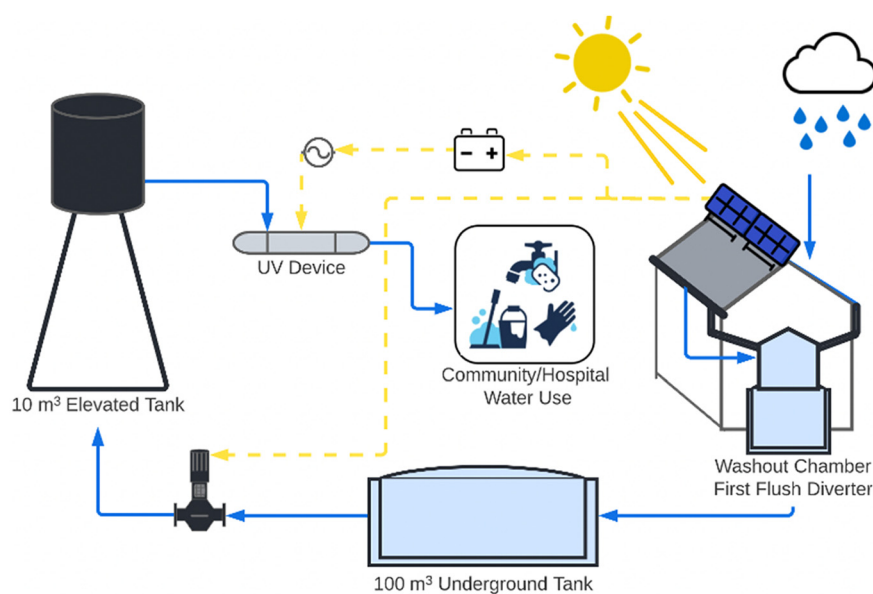 UV Device
10 m³ Elevated Tank
Community/Hospital
Water Use
Washout Chamber
First Flush Diverter
100 m³ Underground Tank